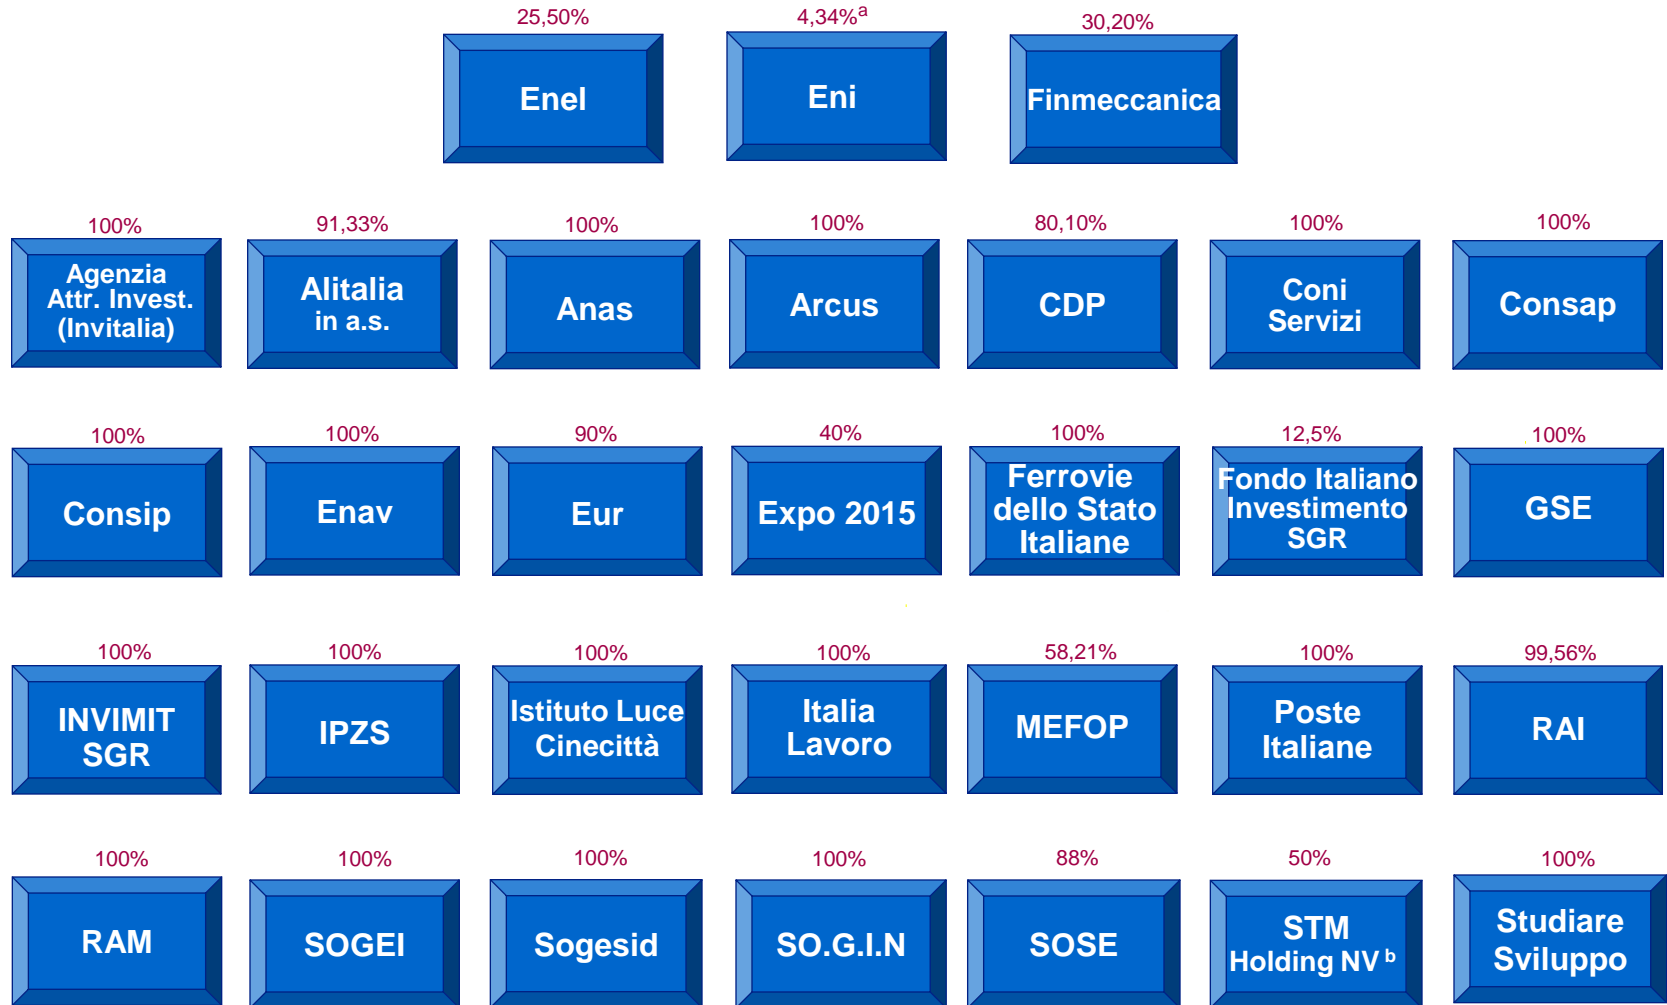 25,50%
4,34%a
30,20%
Enel
Eni
Finmeccanica
100%
91,33%
100%
100%
80,10%
100%
100%
Agenzia
Attr. Invest.
(Invitalia)
Alitalia
in a.s.
Anas
Arcus
CDP
Coni
Servizi
Consap
100%
100%
90%
40%
100%
12,5%
100%
Consip
Enav
Eur
Expo 2015
Ferrovie
dello Stato
Italiane
Fondo Italiano
Investimento
SGR
GSE
100%
100%
100%
100%
58,21%
100%
99,56%
INVIMIT
SGR
IPZS
Istituto Luce
Cinecittà
Italia
Lavoro
MEFOP
Poste
Italiane
RAI
100%
100%
100%
100%
88%
50%
100%
RAM
SOGEI
Sogesid
SO.G.I.N
SOSE
STM
Holding NV b
Studiare
Sviluppo